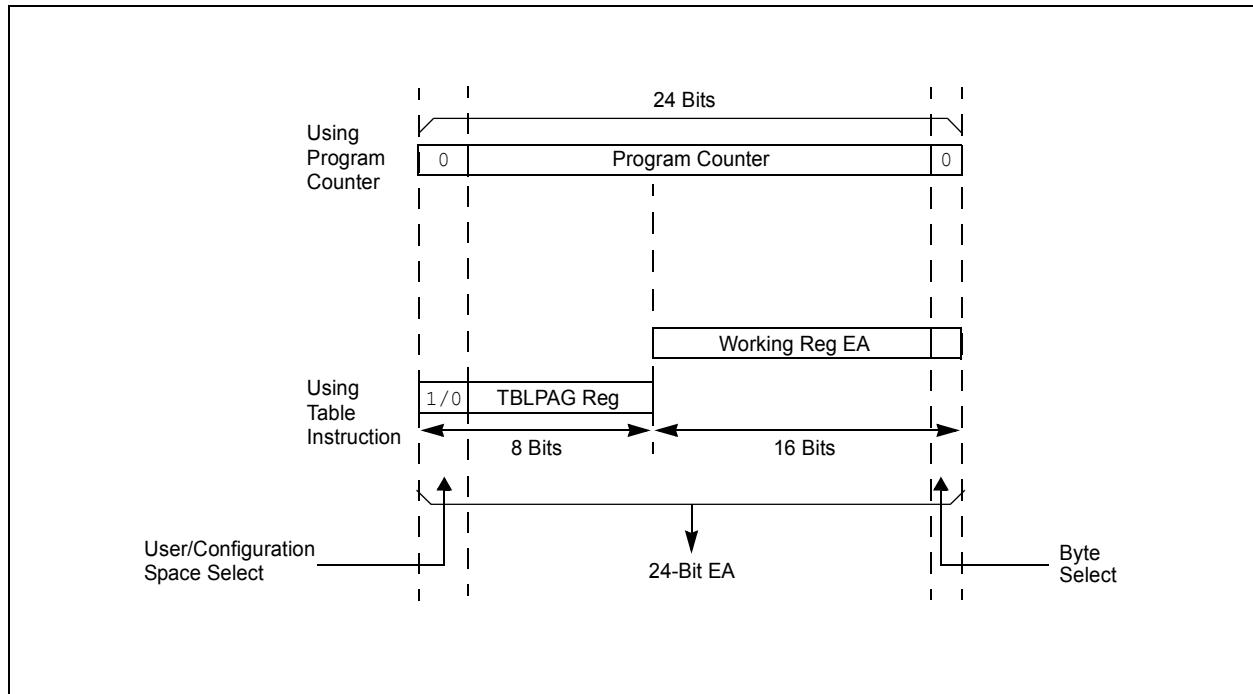 24 Bits
Using
Program
Counter
0
Program Counter
0
Working Reg EA
Using
Table
Instruction
1/0
TBLPAG Reg
8 Bits
16 Bits
User/Configuration
Space Select
24-Bit EA
Byte
Select